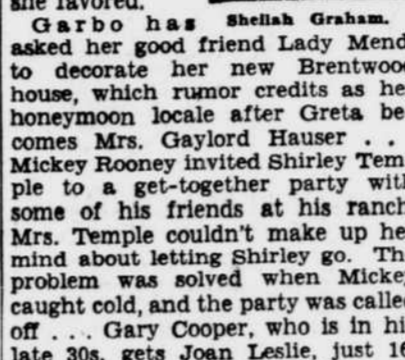 she favored.
Garbo has Sheilah Graham.
asked her good friend Lady Mend
to decorate her new Brentwoo
house, which rumor credits as he
honeymoon locale after Greta be
comes Mrs. Gaylord Hauser . .
Mickey Rooney invited Shirley Tem
ple to a get-together party wit
some of his friends at his ranch
Mrs. Temple couldn't make up he
mind about letting Shirley go. Th
problem was solved when Micke
caught cold, and the party was calle
off . . . Gary Cooper, who is in hi
late 30s, gets Joan Leslie, just 16